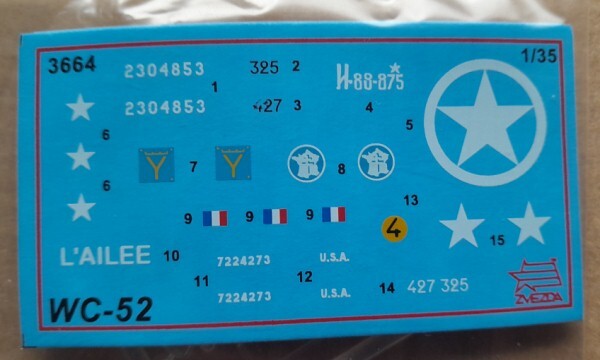 3664 2304853 325 2 И-88-875 1/35
1
2304853 427 3 4
5
6
7 Y Y 8
6
9 9 9 13
4
L'AILEE 10 7224273 U.S.A. 15
11 12
7224273 U.S.A. 14 427 325
WC-52 ZVEZDA